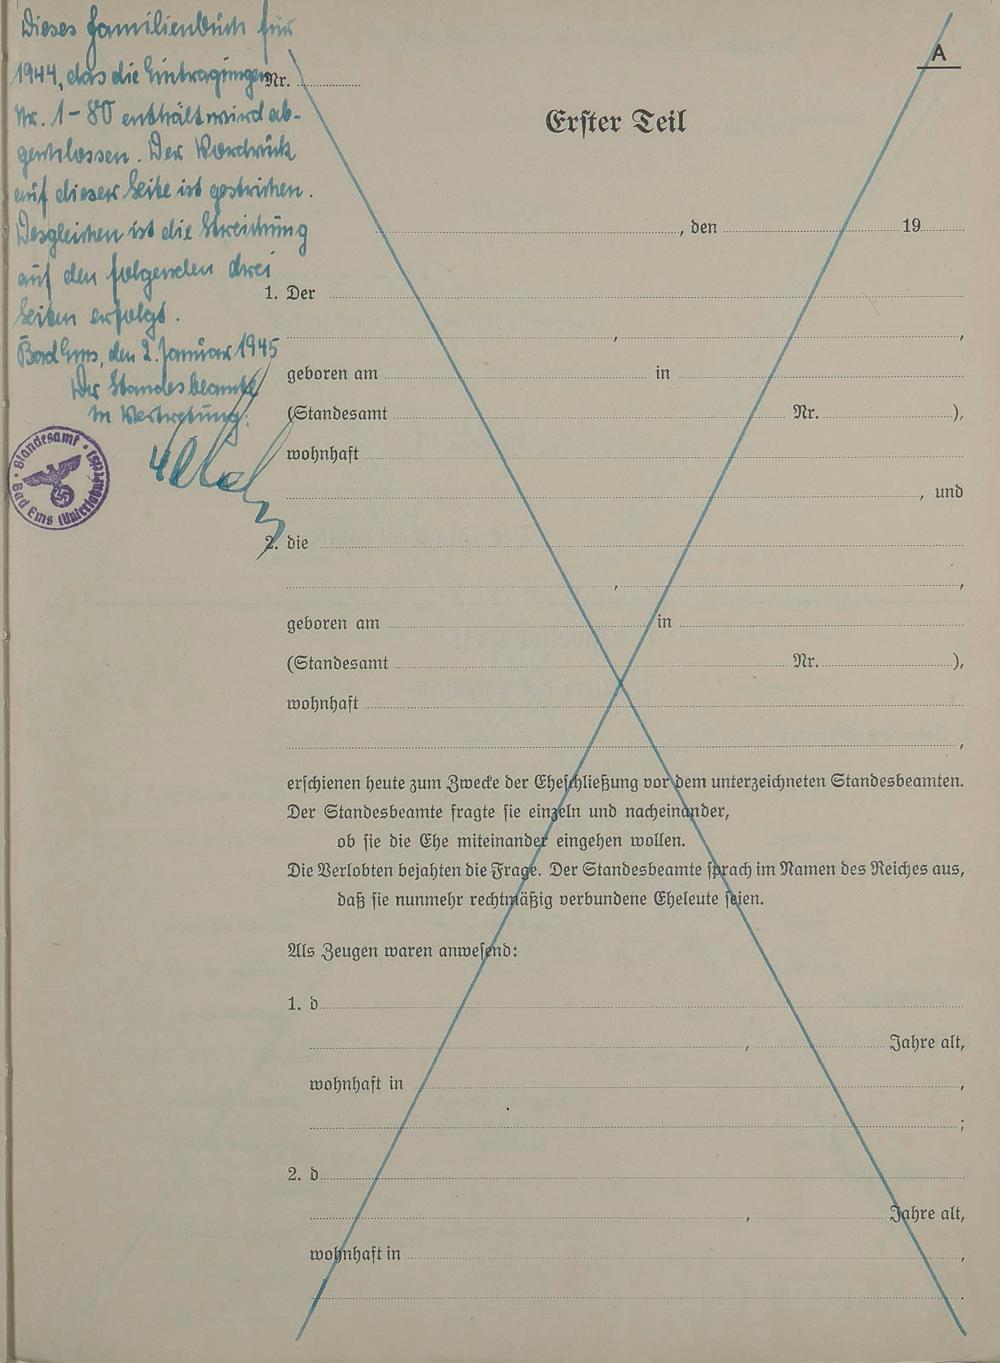 Dieses Familienbuch für
1944, das die Eintragungen
Nr. 1-80 enthält wird ab-
geschlossen. Der Vordruck
auf dieser Seite ist gestrichen.
Desgleichen ist die Streichung
auf den folgenden drei
Seiten erfolgt.
Bad Ems, den 2. Januar 1945
Der Standesbeamte
In Vertretung:
Standesamt
Bad Ems
A
Nr.
Erster Teil
, den 19
1. Der
, ,
geboren am in
(Standesamt Nr. ),
wohnhaft
, und
2. die
, ,
geboren am in
(Standesamt Nr. ),
wohnhaft
,
erschienen heute zum Zwecke der Eheschließung vor dem unterzeichneten Standesbeamten.
Der Standesbeamte fragte sie einzeln und nacheinander,
ob sie die Ehe miteinander eingehen wollen.
Die Verlobten bejahten die Frage. Der Standesbeamte sprach im Namen des Reiches aus,
daß sie nunmehr rechtmäßig verbundene Eheleute seien.
Als Zeugen waren anwesend:
1. d
, Jahre alt,
wohnhaft in ,
;
2. d
, Jahre alt,
wohnhaft in ,
.